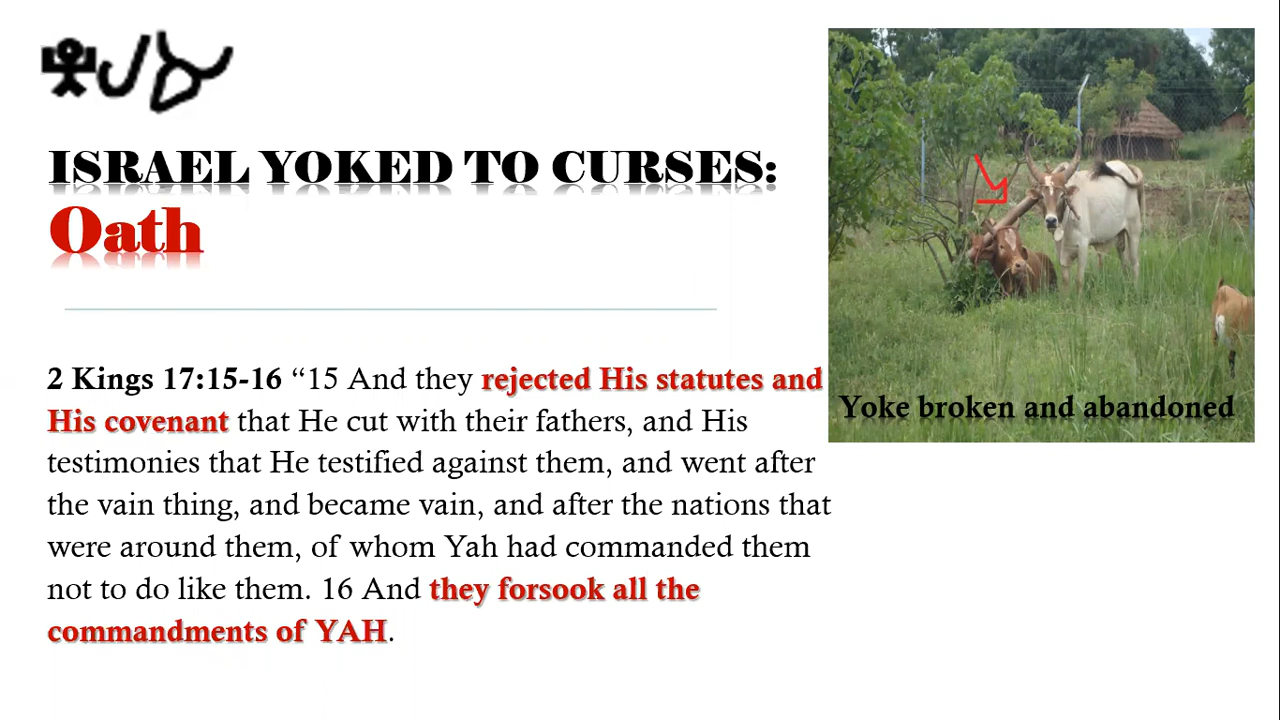 ISRAEL YOKED TO CURSES:
Oath
2 Kings 17:15-16 “15 And they rejected His statutes and
His covenant that He cut with their fathers, and His
testimonies that He testified against them, and went after
the vain thing, and became vain, and after the nations that
were around them, of whom Yah had commanded them
not to do like them. 16 And they forsook all the
commandments of YAH.
Yoke broken and abandoned